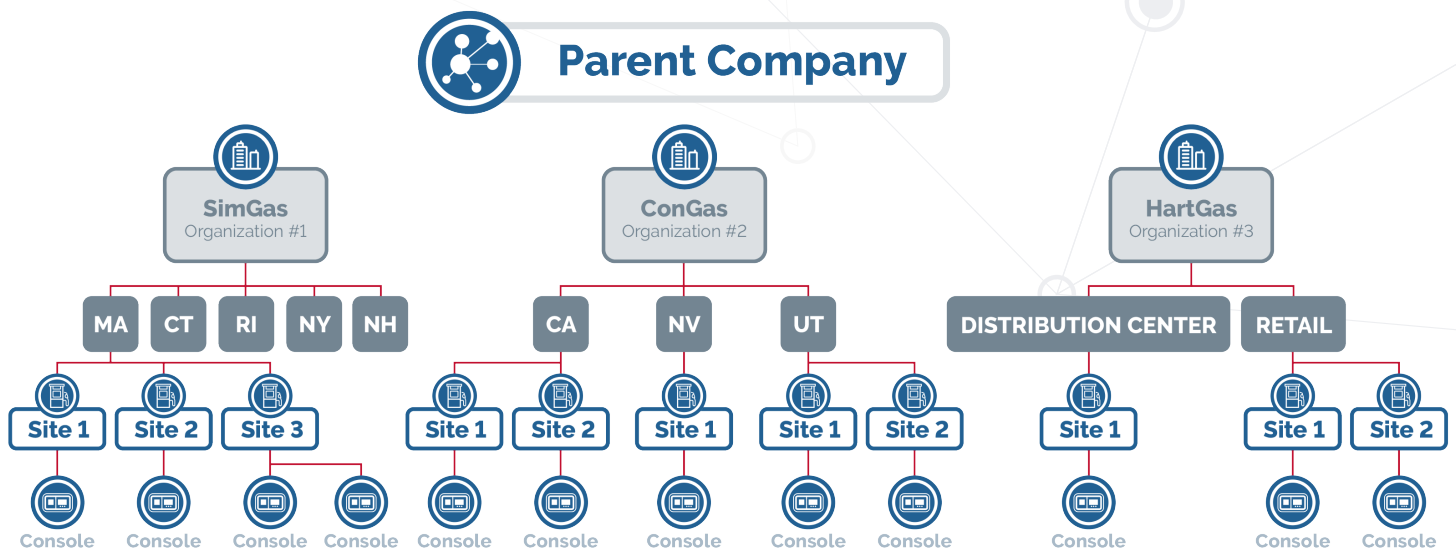 Parent Company
SimGas
Organization #1
ConGas
Organization #2
HartGas
Organization #3
MA
CT
RI
NY
NH
CA
NV
UT
DISTRIBUTION CENTER
RETAIL
Site 1
Site 2
Site 3
Site 1
Site 2
Site 1
Site 1
Site 2
Site 1
Site 1
Site 2
Console
Console
Console
Console
Console
Console
Console
Console
Console
Console
Console
Console